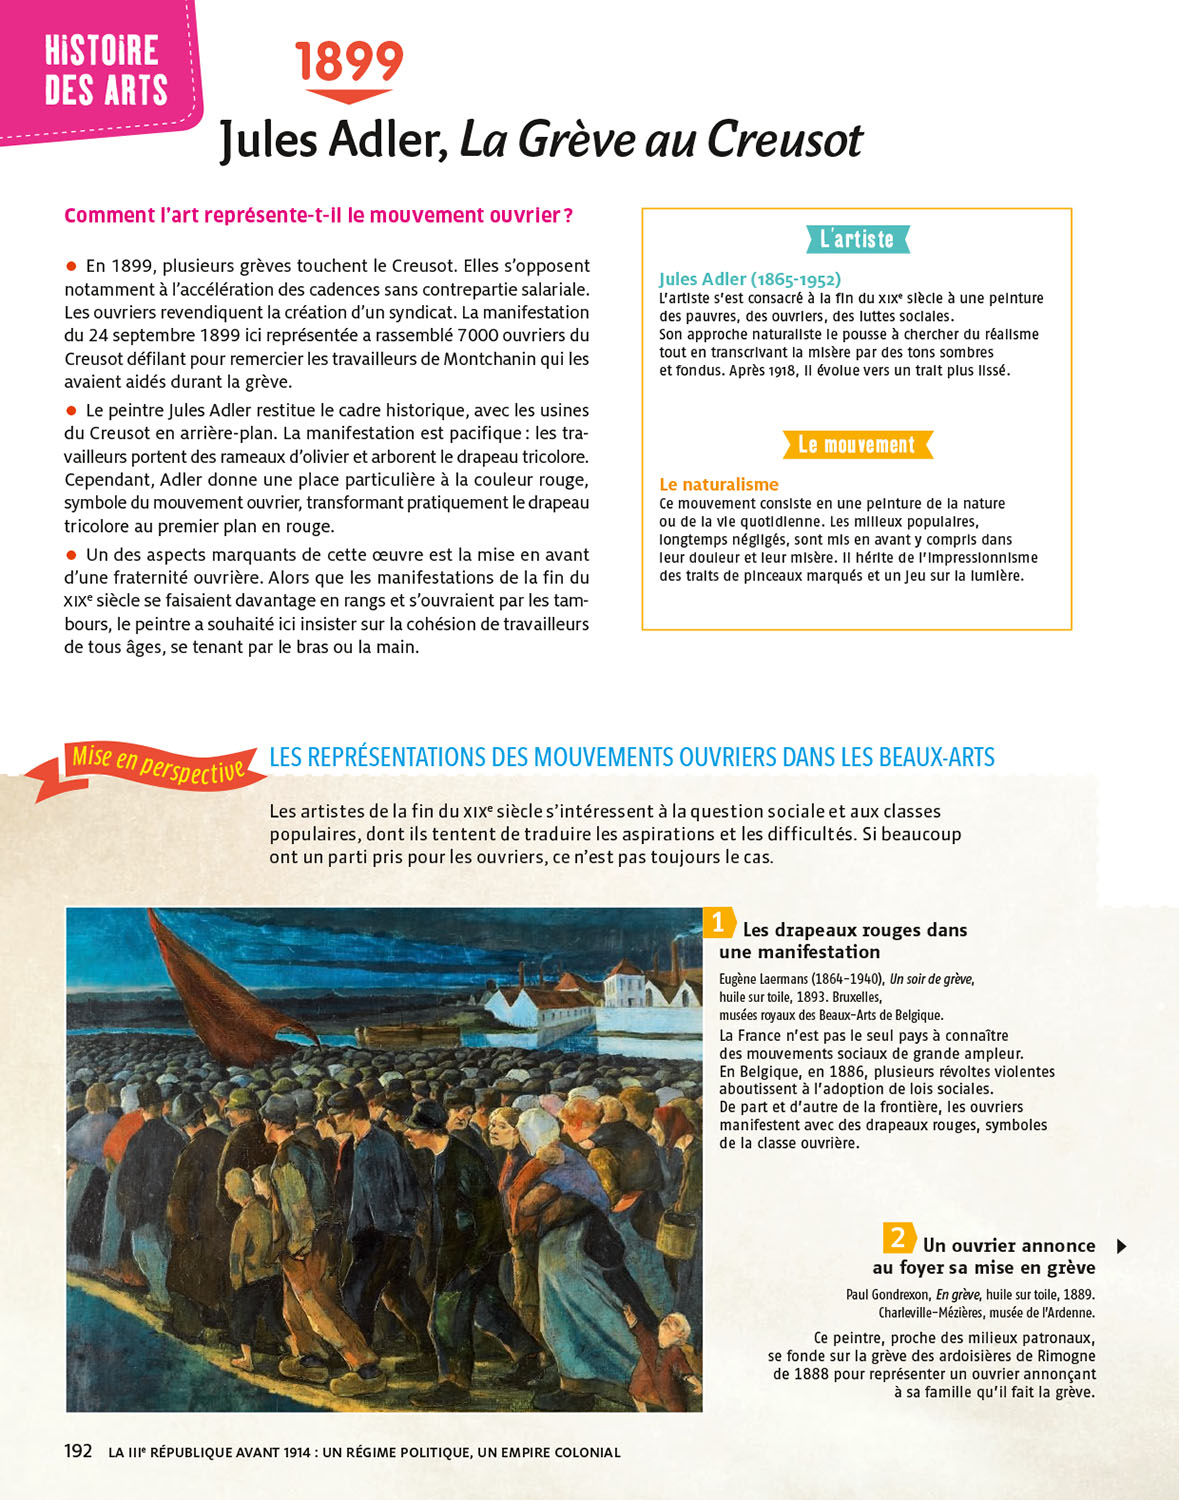 HISTOIRE
DES ARTS
1899
Jules Adler, La Grève au Creusot
Comment l'art représente-t-il le mouvement ouvrier ?
• En 1899, plusieurs grèves touchent le Creusot. Elles s'opposent
notamment à l'accélération des cadences sans contrepartie salariale.
Les ouvriers revendiquent la création d'un syndicat. La manifestation
du 24 septembre 1899 ici représentée a rassemblé 7000 ouvriers du
Creusot défilant pour remercier les travailleurs de Montchanin qui les
avaient aidés durant la grève.
• Le peintre Jules Adler restitue le cadre historique, avec les usines
du Creusot en arrière-plan. La manifestation est pacifique : les tra-
vailleurs portent des rameaux d'olivier et arborent le drapeau tricolore.
Cependant, Adler donne une place particulière à la couleur rouge,
symbole du mouvement ouvrier, transformant pratiquement le drapeau
tricolore au premier plan en rouge.
• Un des aspects marquants de cette œuvre est la mise en avant
d'une fraternité ouvrière. Alors que les manifestations de la fin du
XIXe siècle se faisaient davantage en rangs et s'ouvraient par les tam-
bours, le peintre a souhaité ici insister sur la cohésion de travailleurs
de tous âges, se tenant par le bras ou la main.
L'artiste
Jules Adler (1865-1952)
L'artiste s'est consacré à la fin du XIXe siècle à une peinture
des pauvres, des ouvriers, des luttes sociales.
Son approche naturaliste le pousse à chercher du réalisme
tout en transcrivant la misère par des tons sombres
et fondus. Après 1918, il évolue vers un trait plus lissé.
Le mouvement
Le naturalisme
Ce mouvement consiste en une peinture de la nature
ou de la vie quotidienne. Les milieux populaires,
longtemps négligés, sont mis en avant y compris dans
leur douleur et leur misère. Il hérite de l'impressionnisme
des traits de pinceaux marqués et un jeu sur la lumière.
Mise en perspective
LES REPRÉSENTATIONS DES MOUVEMENTS OUVRIERS DANS LES BEAUX-ARTS
Les artistes de la fin du XIXe siècle s'intéressent à la question sociale et aux classes
populaires, dont ils tentent de traduire les aspirations et les difficultés. Si beaucoup
ont un parti pris pour les ouvriers, ce n'est pas toujours le cas.
1 Les drapeaux rouges dans
une manifestation
Eugène Laermans (1864-1940), Un soir de grève,
huile sur toile, 1893. Bruxelles,
musées royaux des Beaux-Arts de Belgique.
La France n'est pas le seul pays à connaître
des mouvements sociaux de grande ampleur.
En Belgique, en 1886, plusieurs révoltes violentes
aboutissent à l'adoption de lois sociales.
De part et d'autre de la frontière, les ouvriers
manifestent avec des drapeaux rouges, symboles
de la classe ouvrière.
2 Un ouvrier annonce
au foyer sa mise en grève
Paul Gondrexon, En grève, huile sur toile, 1889.
Charleville-Mézières, musée de l'Ardenne.
Ce peintre, proche des milieux patronaux,
se fonde sur la grève des ardoisières de Rimogne
de 1888 pour représenter un ouvrier annonçant
à sa famille qu'il fait la grève.
192 LA IIIe RÉPUBLIQUE AVANT 1914 : UN RÉGIME POLITIQUE, UN EMPIRE COLONIAL